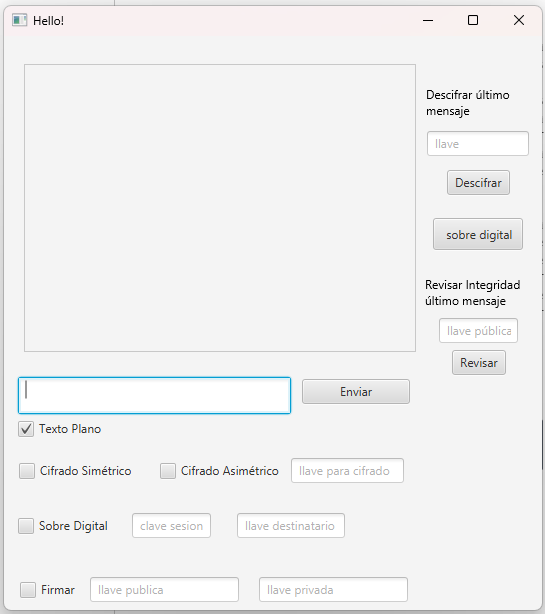 Hello!
Descifrar último
mensaje
llave
Descifrar
sobre digital
Revisar Integridad
último mensaje
llave pública
Revisar
Enviar
Texto Plano
Cifrado Simétrico
Cifrado Asimétrico
llave para cifrado
Sobre Digital
clave sesion
llave destinatario
Firmar
llave publica
llave privada